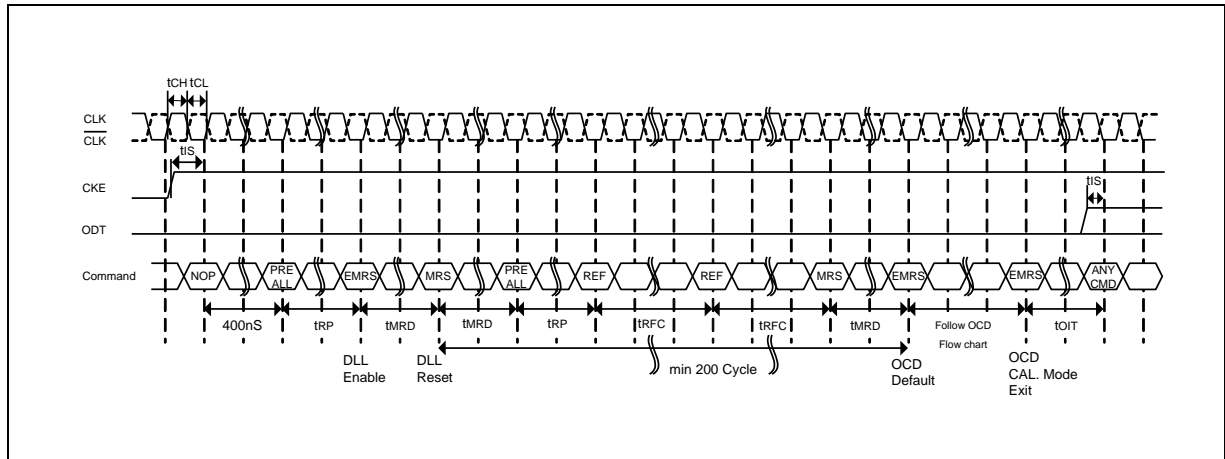 tCH tCL
CLK
CLK
tIS
CKE
tIS
ODT
Command NOP PRE ALL EMRS MRS PRE ALL REF REF MRS EMRS EMRS ANY CMD
400nS tRP tMRD tMRD tRP tRFC tRFC tMRD Follow OCD Flow chart tOIT
DLL Enable
DLL Reset
min 200 Cycle
OCD Default
OCD CAL. Mode Exit